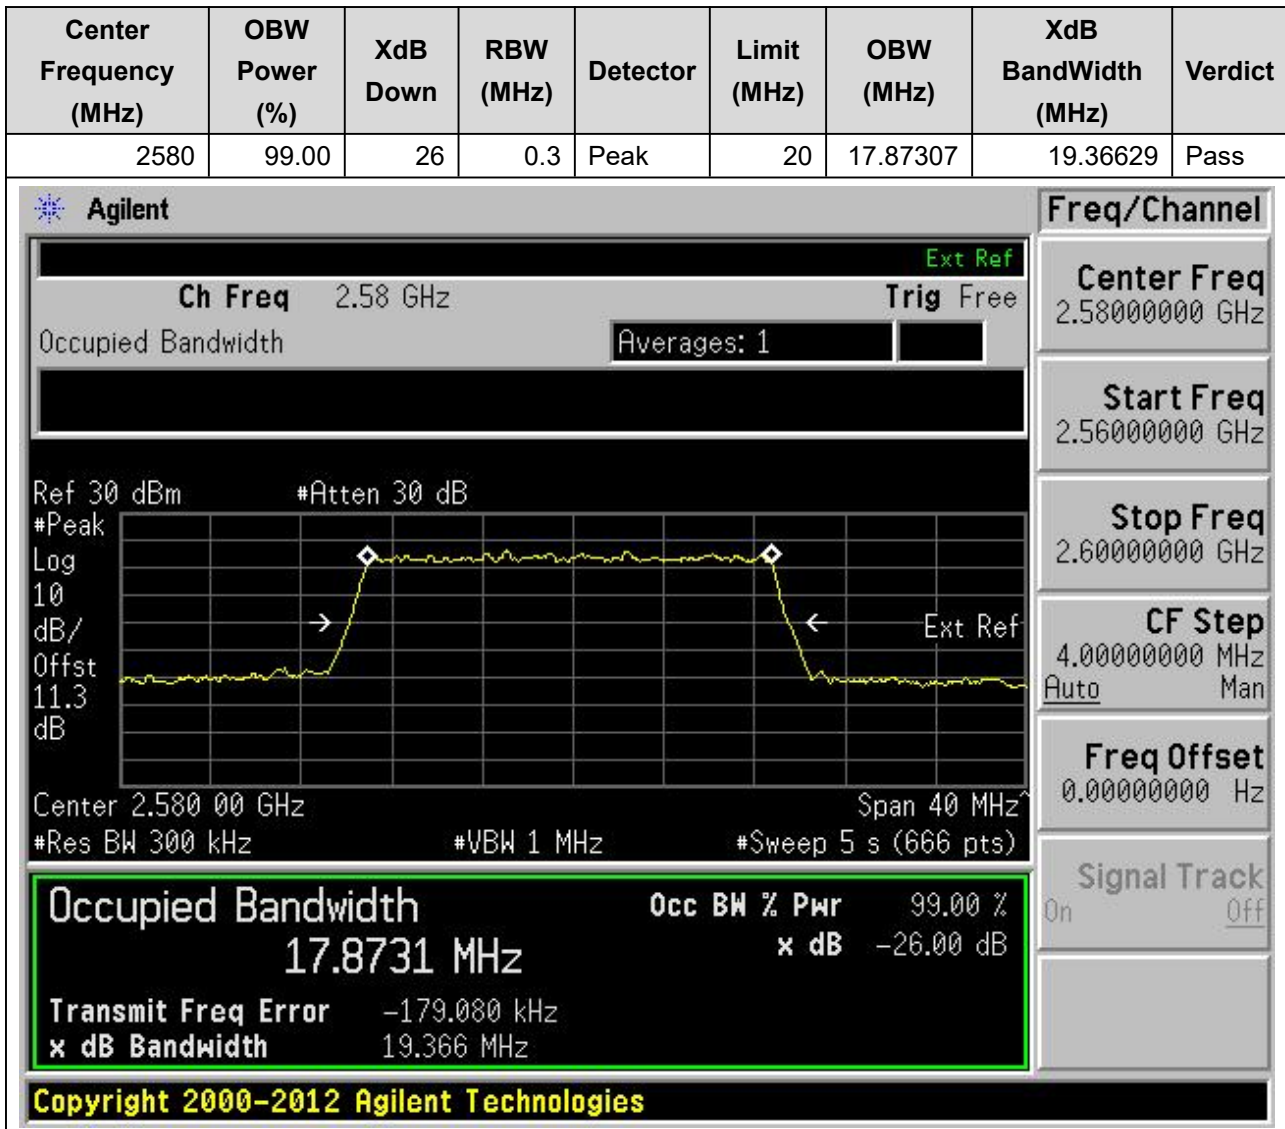 Center Frequency (MHz) OBW Power (%) XdB Down RBW (MHz) Detector Limit (MHz) OBW (MHz) XdB BandWidth (MHz) Verdict
2580 99.00 26 0.3 Peak 20 17.87307 19.36629 Pass
Agilent
Freq/Channel
Ext Ref
Ch Freq 2.58 GHz Trig Free
Occupied Bandwidth Averages: 1
Center Freq
2.58000000 GHz
Start Freq
2.56000000 GHz
Stop Freq
2.60000000 GHz
CF Step
4.00000000 MHz
Auto Man
Freq Offset
0.00000000 Hz
Signal Track
On Off
Ref 30 dBm #Atten 30 dB
#Peak
Log
10
dB/
Offst
11.3
dB
Ext Ref
Center 2.580 00 GHz Span 40 MHz^
#Res BW 300 kHz #VBW 1 MHz #Sweep 5 s (666 pts)
Occupied Bandwidth Occ BW % Pwr 99.00 %
17.8731 MHz x dB -26.00 dB
Transmit Freq Error -179.080 kHz
x dB Bandwidth 19.366 MHz
Copyright 2000-2012 Agilent Technologies